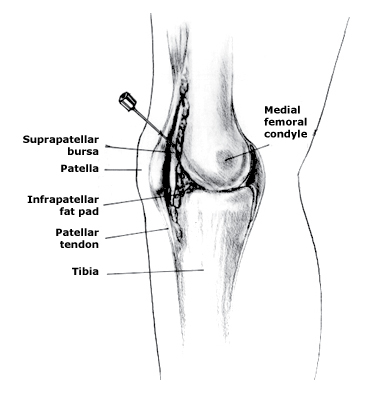 Medial
femoral
condyle
Suprapatellar
bursa
Patella
Infrapatellar
fat pad
Patellar
tendon
Tibia